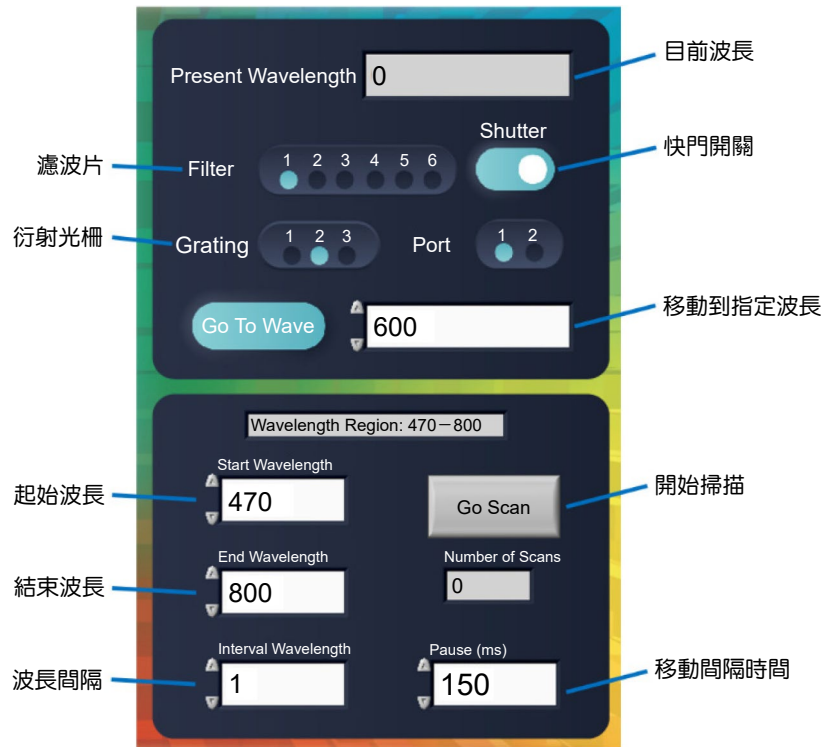 Present Wavelength 0
目前波長
Shutter
快門開關
濾波片
Filter
1 2 3 4 5 6
衍射光柵
Grating
1 2 3
Port
1 2
Go To Wave
600
移動到指定波長
Wavelength Region: 470－800
Start Wavelength
起始波長
470
Go Scan
開始掃描
End Wavelength
Number of Scans
結束波長
800
0
Interval Wavelength
Pause (ms)
波長間隔
1
150
移動間隔時間